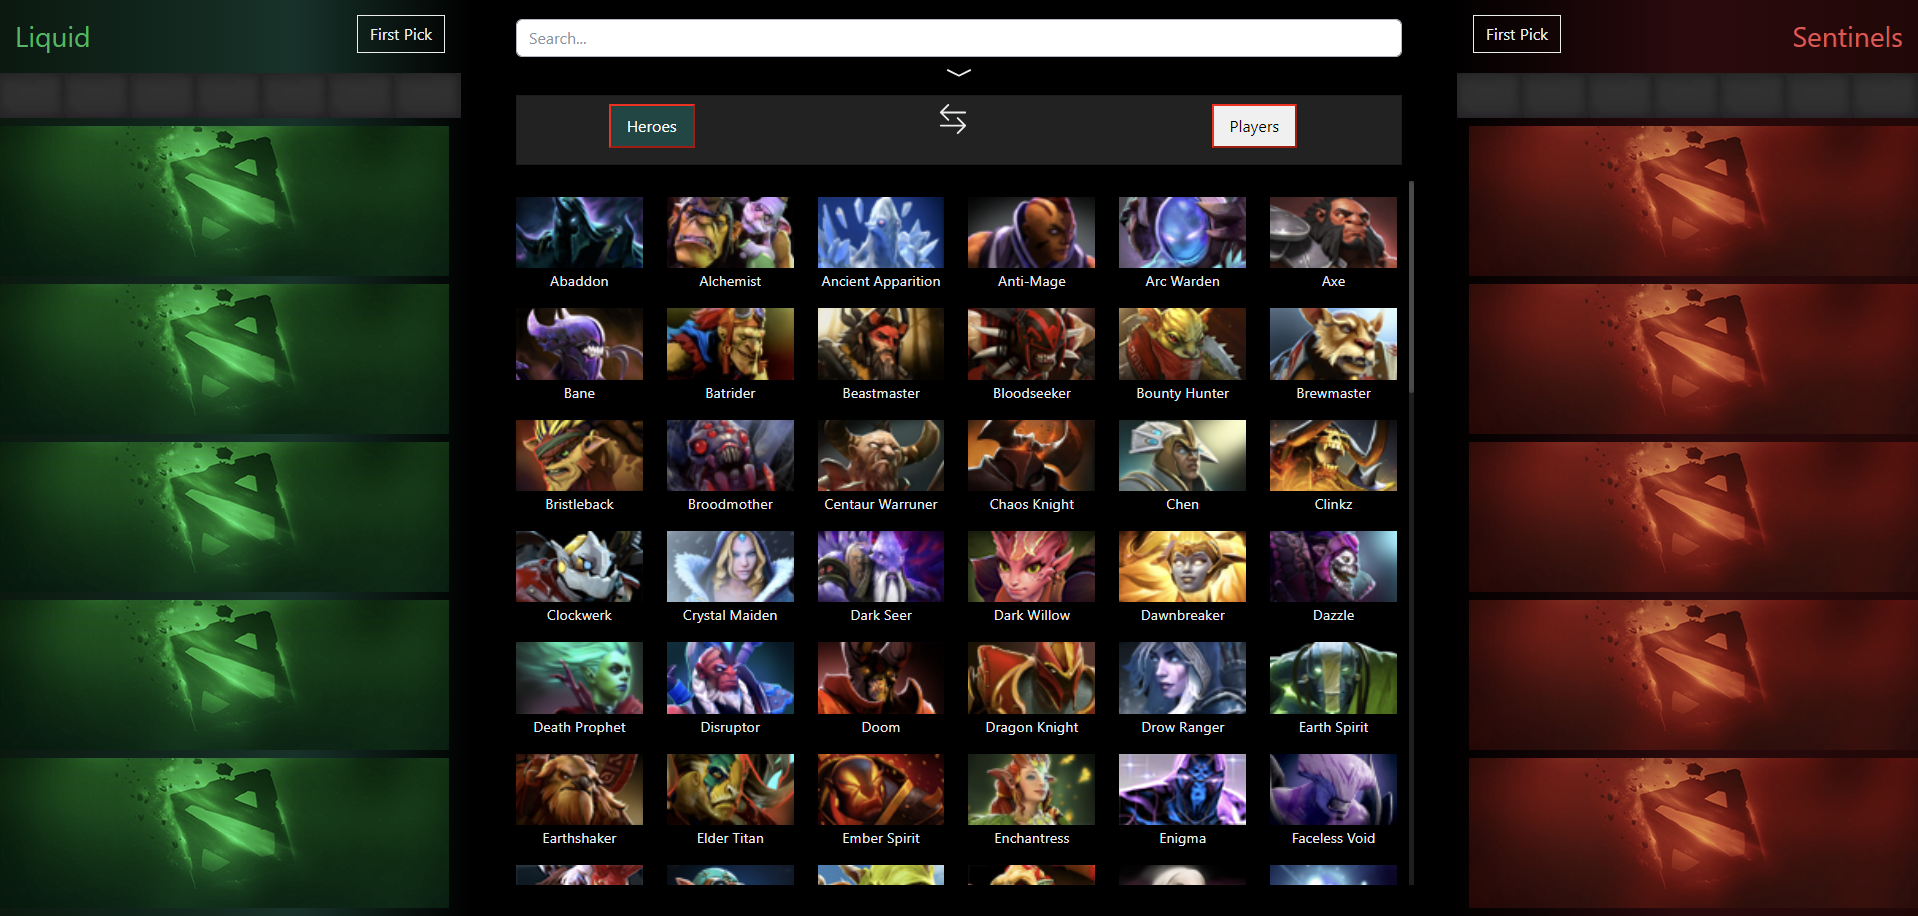 Liquid
First Pick
Search...
First Pick
Sentinels
Heroes
Players
Abaddon
Alchemist
Ancient Apparition
Anti-Mage
Arc Warden
Axe
Bane
Batrider
Beastmaster
Bloodseeker
Bounty Hunter
Brewmaster
Bristleback
Broodmother
Centaur Warruner
Chaos Knight
Chen
Clinkz
Clockwerk
Crystal Maiden
Dark Seer
Dark Willow
Dawnbreaker
Dazzle
Death Prophet
Disruptor
Doom
Dragon Knight
Drow Ranger
Earth Spirit
Earthshaker
Elder Titan
Ember Spirit
Enchantress
Enigma
Faceless Void